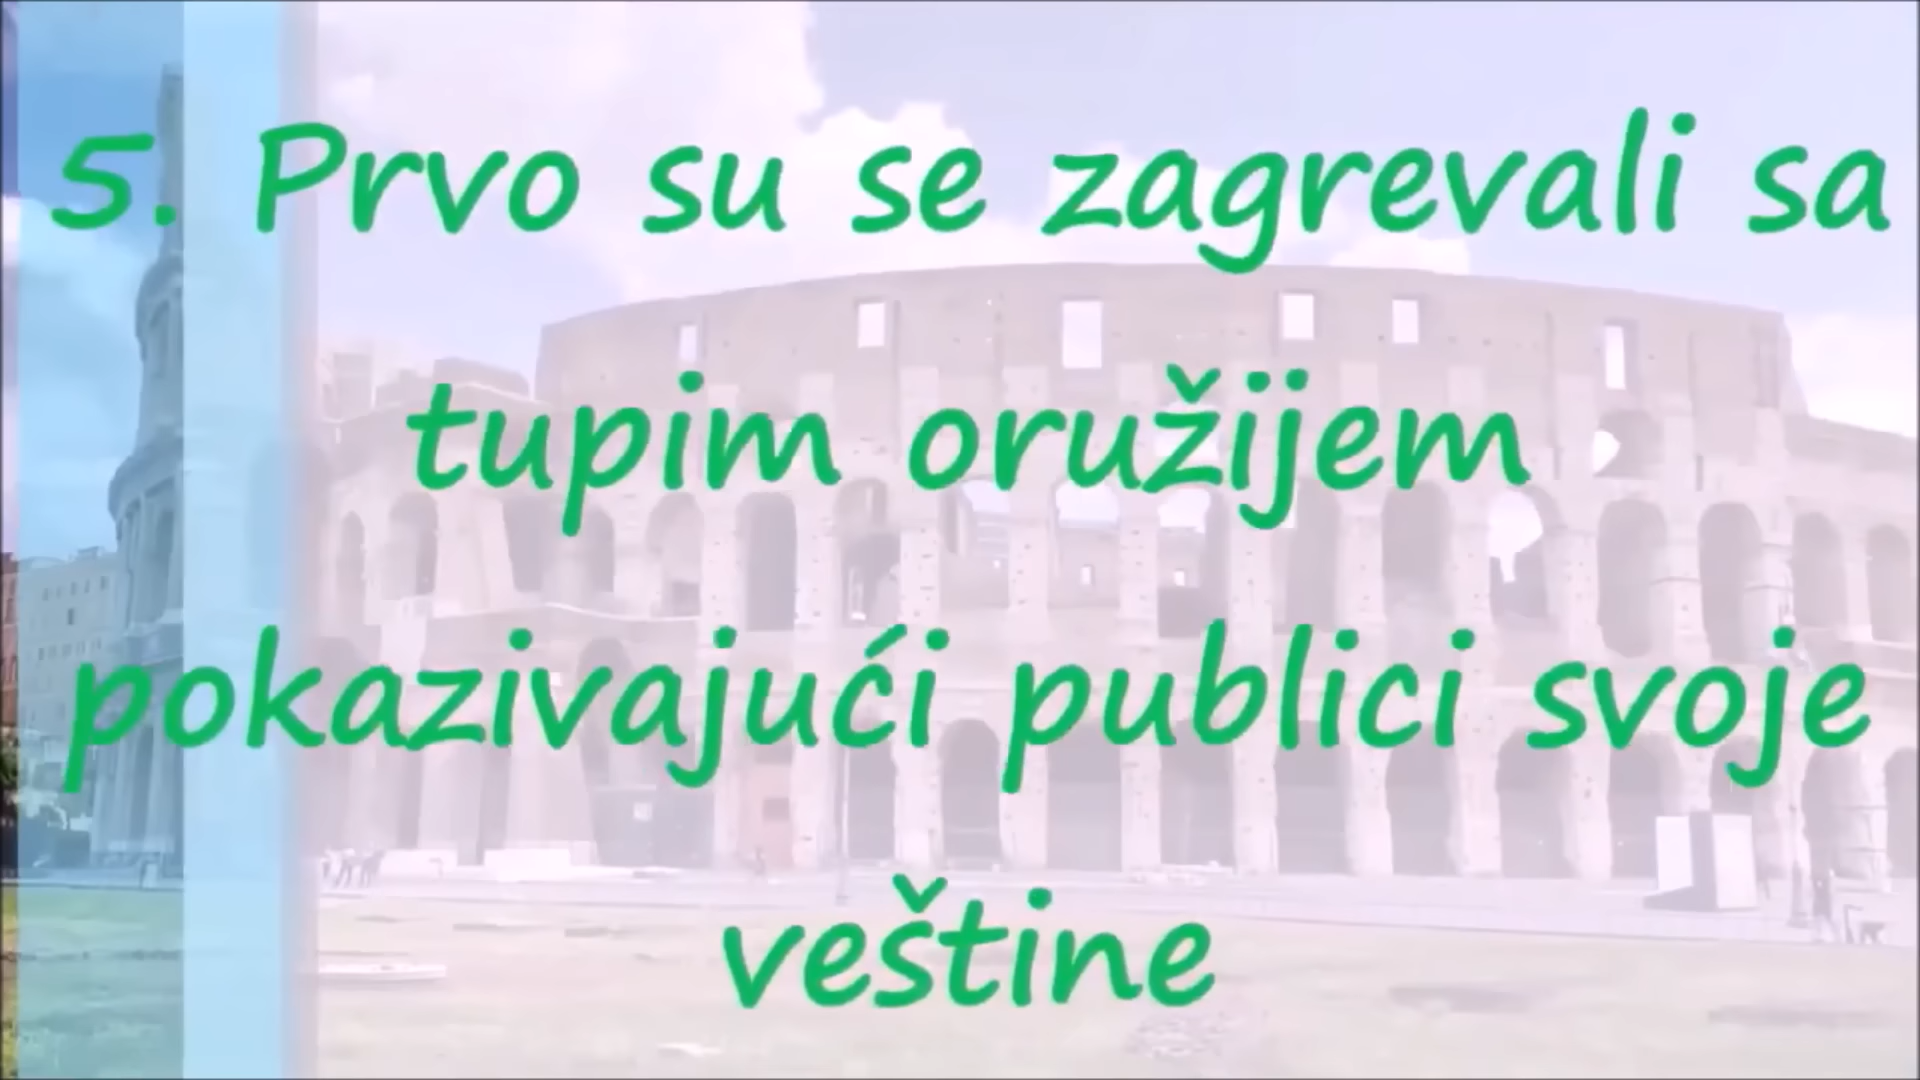 5. Prvo su se zagrevali sa
tupim oružijem
pokazivajući publici svoje
veštine